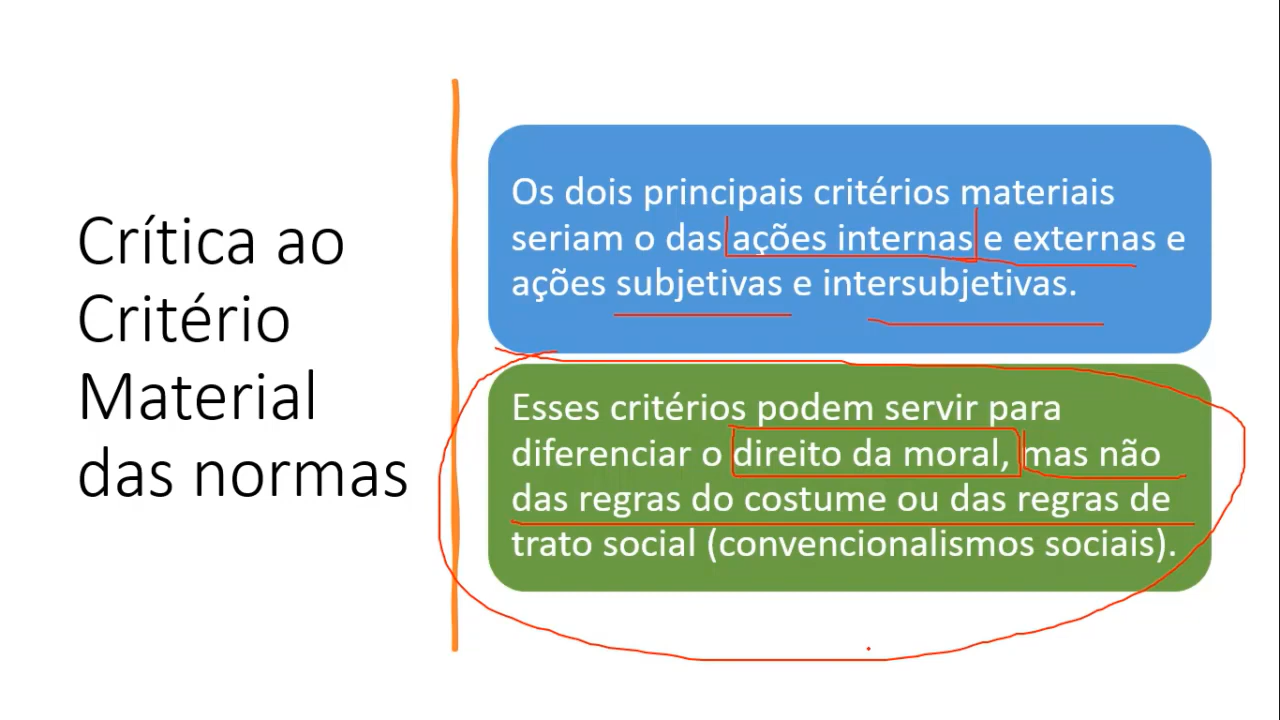 Crítica ao
Critério
Material
das normas
Os dois principais critérios materiais
seriam o das ações internas e externas e
ações subjetivas e intersubjetivas.
Esses critérios podem servir para
diferenciar o direito da moral, mas não
das regras do costume ou das regras de
trato social (convencionalismos sociais).